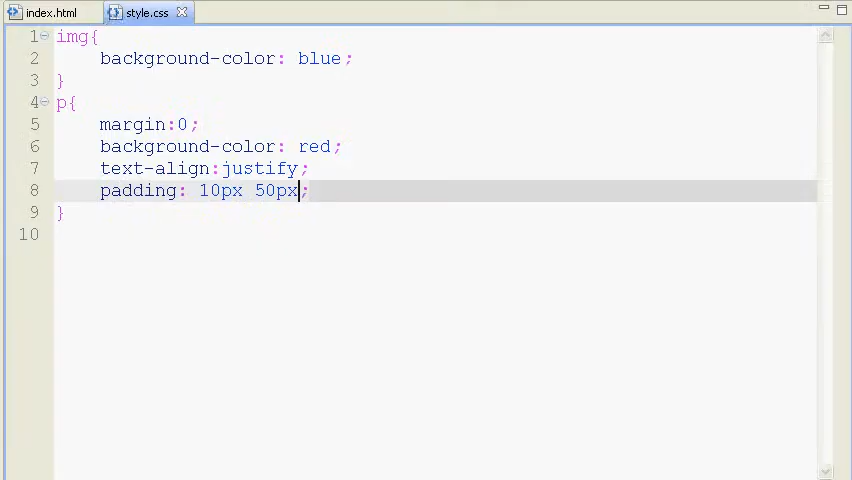 index.html style.css
1 img{
2 background-color: blue;
3 }
4 p{
5 margin:0;
6 background-color: red;
7 text-align:justify;
8 padding: 10px 50px;
9 }
10